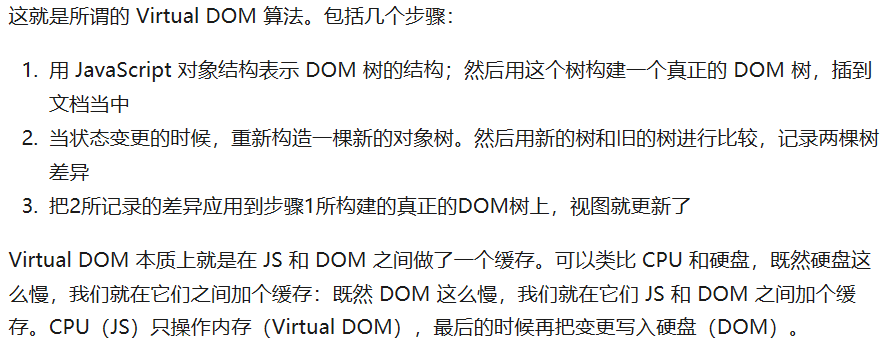 这就是所谓的 Virtual DOM 算法。包括几个步骤：
1. 用 JavaScript 对象结构表示 DOM 树的结构；然后用这个树构建一个真正的 DOM 树，插到
文档当中
2. 当状态变更的时候，重新构造一棵新的对象树。然后用新的树和旧的树进行比较，记录两棵树
差异
3. 把2所记录的差异应用到步骤1所构建的真正的DOM树上，视图就更新了
Virtual DOM 本质上就是在 JS 和 DOM 之间做了一个缓存。可以类比 CPU 和硬盘，既然硬盘这
么慢，我们就在它们之间加个缓存：既然 DOM 这么慢，我们就在它们 JS 和 DOM 之间加个缓
存。CPU（JS）只操作内存（Virtual DOM），最后的时候再把变更写入硬盘（DOM）。